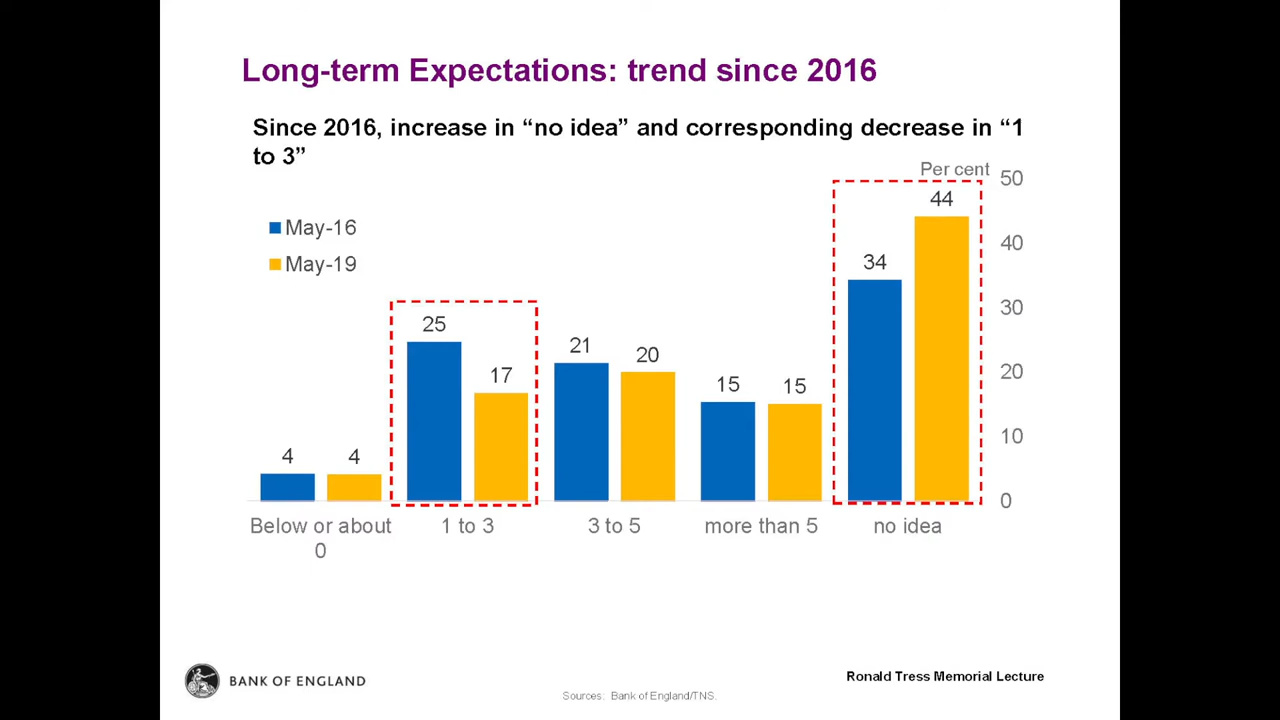 Long-term Expectations: trend since 2016
Since 2016, increase in “no idea” and corresponding decrease in “1
to 3”
Per cent
50
40
30
20
10
0
May-16
May-19
4
4
25
17
21
20
15
15
34
44
Below or about
0
1 to 3
3 to 5
more than 5
no idea
BANK OF ENGLAND
Ronald Tress Memorial Lecture
Sources: Bank of England/TNS.